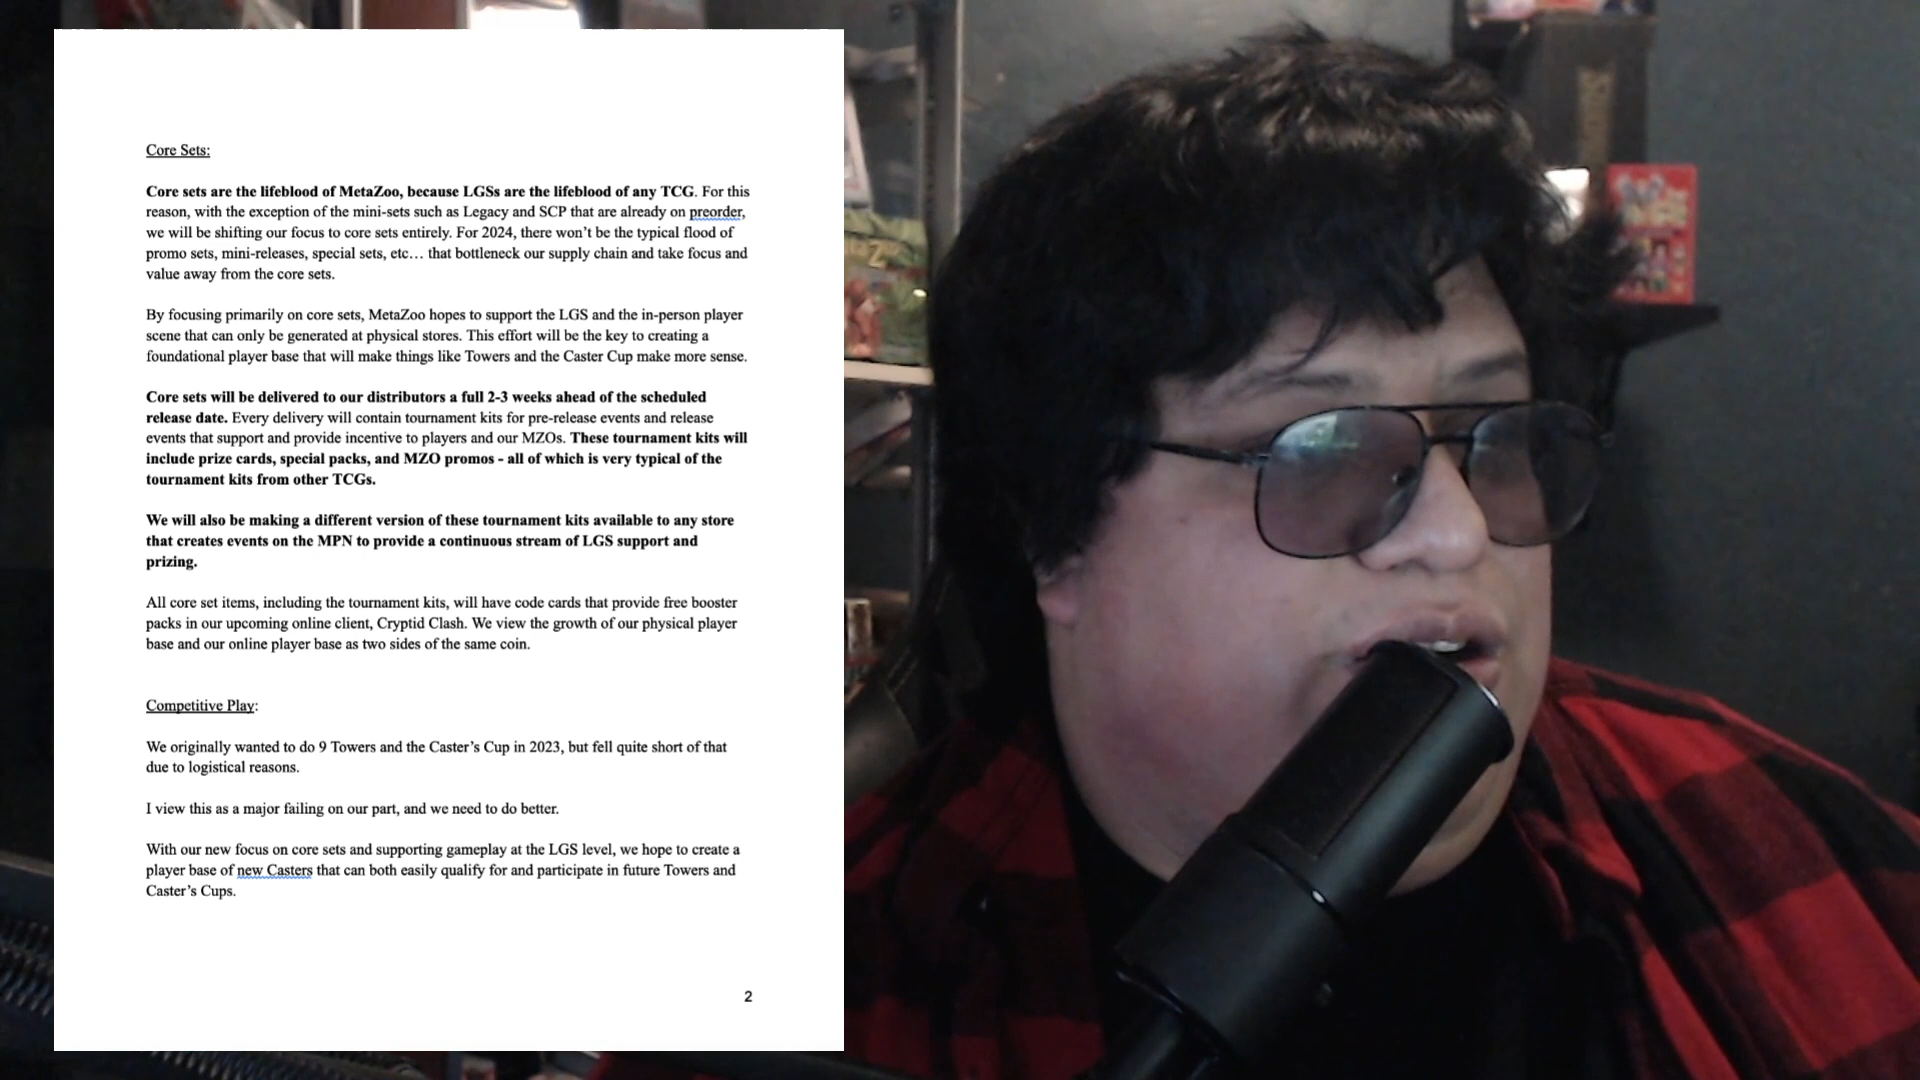 Core Sets:
Core sets are the lifeblood of MetaZoo, because LGSs are the lifeblood of any TCG. For this
reason, with the exception of the mini-sets such as Legacy and SCP that are already on preorder,
we will be shifting our focus to core sets entirely. For 2024, there won’t be the typical flood of
promo sets, mini-releases, special sets, etc… that bottleneck our supply chain and take focus and
value away from the core sets.
By focusing primarily on core sets, MetaZoo hopes to support the LGS and the in-person player
scene that can only be generated at physical stores. This effort will be the key to creating a
foundational player base that will make things like Towers and the Caster Cup make more sense.
Core sets will be delivered to our distributors a full 2-3 weeks ahead of the scheduled
release date. Every delivery will contain tournament kits for pre-release events and release
events that support and provide incentive to players and our MZOs. These tournament kits will
include prize cards, special packs, and MZO promos - all of which is very typical of the
tournament kits from other TCGs.
We will also be making a different version of these tournament kits available to any store
that creates events on the MPN to provide a continuous stream of LGS support and
prizing.
All core set items, including the tournament kits, will have code cards that provide free booster
packs in our upcoming online client, Cryptid Clash. We view the growth of our physical player
base and our online player base as two sides of the same coin.
Competitive Play:
We originally wanted to do 9 Towers and the Caster’s Cup in 2023, but fell quite short of that
due to logistical reasons.
I view this as a major failing on our part, and we need to do better.
With our new focus on core sets and supporting gameplay at the LGS level, we hope to create a
player base of new Casters that can both easily qualify for and participate in future Towers and
Caster’s Cups.
2